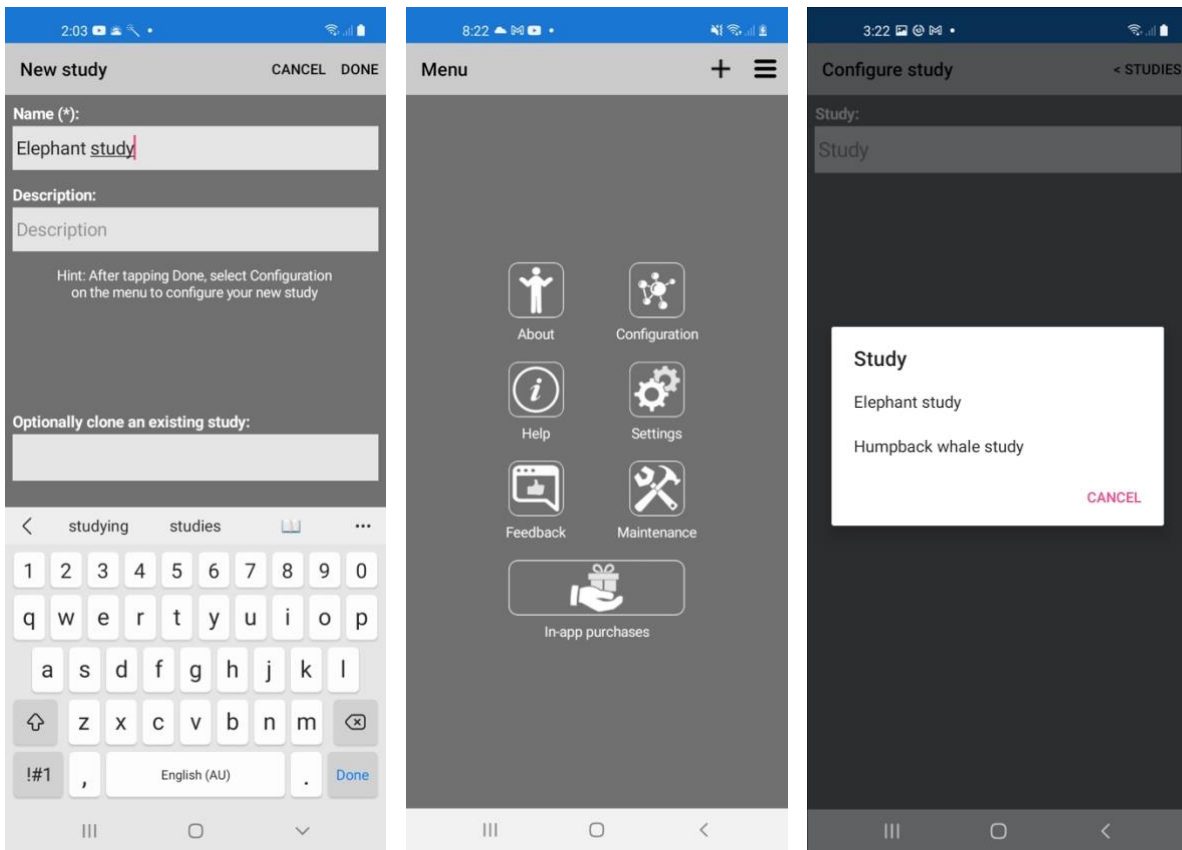 2:03
New study CANCEL DONE
Name (*):
Elephant study
Description:
Description
Hint: After tapping Done, select Configuration
on the menu to configure your new study
Optionally clone an existing study:
studying studies
1 2 3 4 5 6 7 8 9 0
q w e r t y u i o p
a s d f g h j k l
z x c v b n m
!#1 , English (AU) . Done
8:22
Menu
About Configuration
Help Settings
Feedback Maintenance
In-app purchases
3:22
Configure study < STUDIES
Study:
Study
Study
Elephant study
Humpback whale study
CANCEL